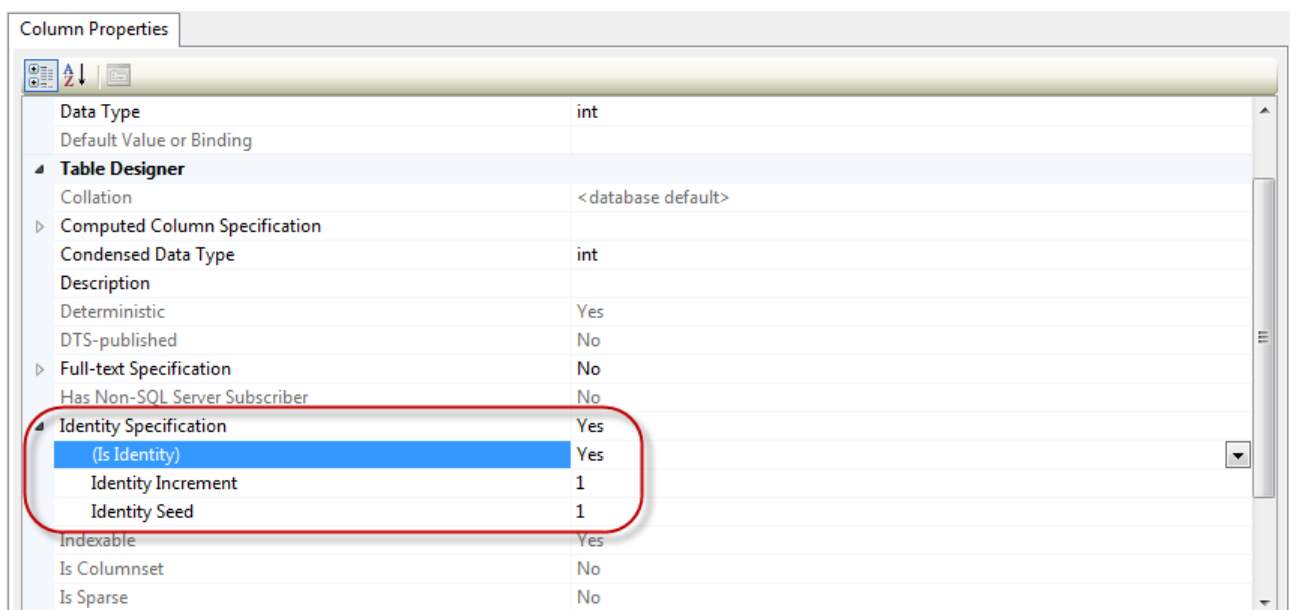 Column Properties
Data Type int
Default Value or Binding
Table Designer
Collation <database default>
Computed Column Specification
Condensed Data Type int
Description
Deterministic Yes
DTS-published No
Full-text Specification No
Has Non-SQL Server Subscriber No
Identity Specification Yes
(Is Identity) Yes
Identity Increment 1
Identity Seed 1
Indexable Yes
Is Columnset No
Is Sparse No